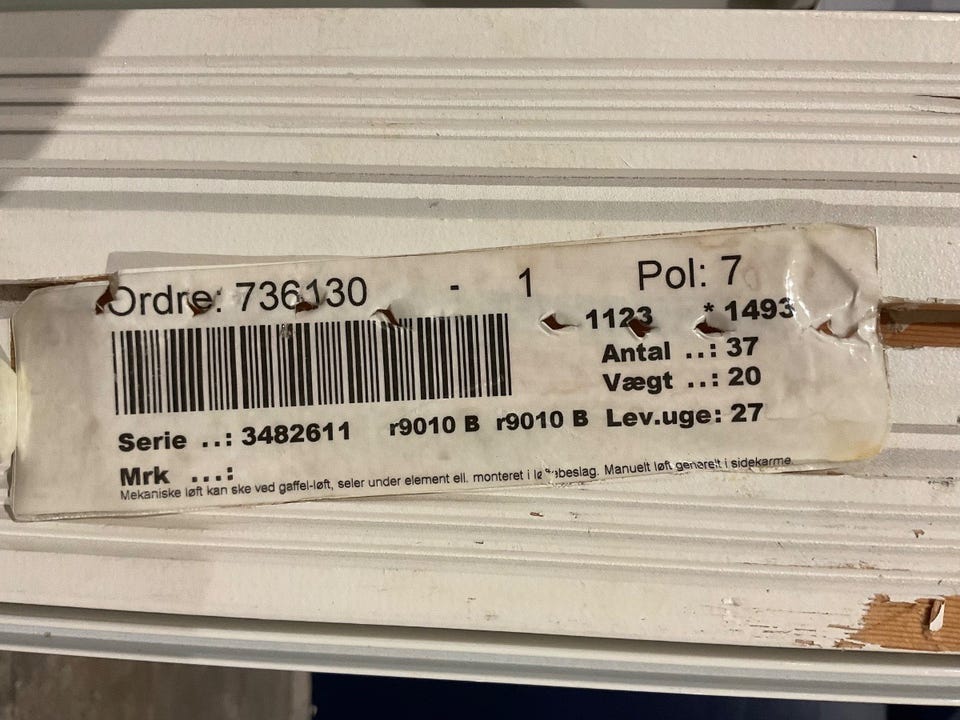 Ordre: 736130 - 1 Pol: 7
1123 * 1493
Antal ..: 37
Vægt ..: 20
Serie ..: 3482611 r9010 B r9010 B Lev.uge: 27
Mrk ...:
Mekaniske løft kan ske ved gaffel-løft, seler under element ell. monteret i løftebeslag. Manuelt løft generelt i sidekarme